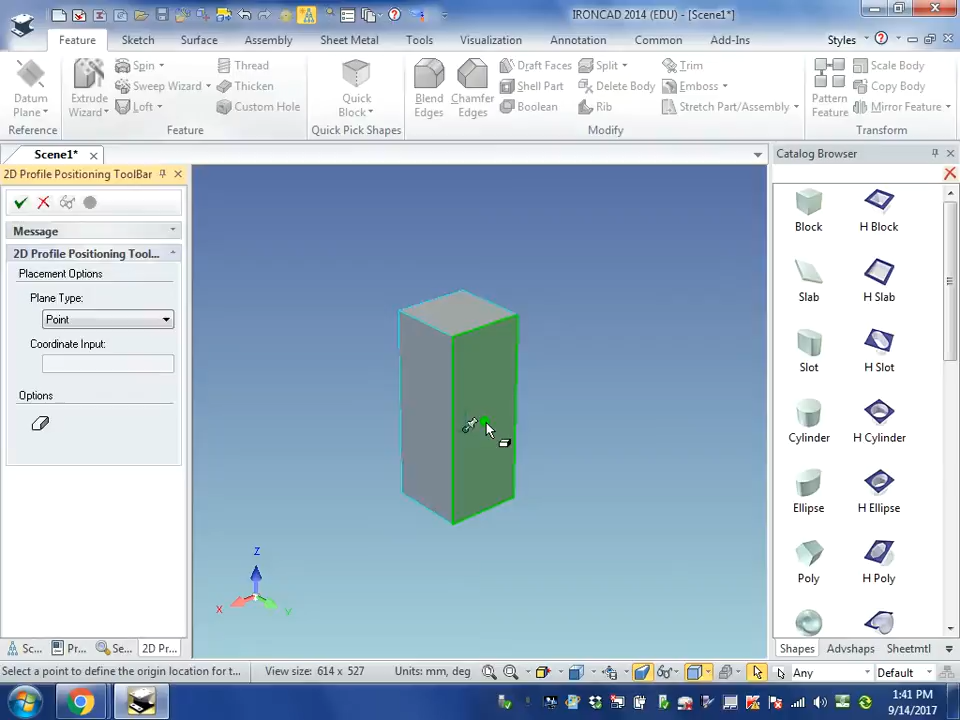 IRONCAD 2014 (EDU) - [Scene1*]
Feature Sketch Surface Assembly Sheet Metal Tools Visualization Annotation Common Add-Ins Styles
Datum Plane
Reference
Extrude Wizard
Spin
Sweep Wizard
Loft
Thread
Thicken
Custom Hole
Feature
Quick Block
Quick Pick Shapes
Blend Edges
Chamfer Edges
Draft Faces
Shell Part
Boolean
Split
Delete Body
Rib
Trim
Emboss
Stretch Part/Assembly
Modify
Pattern Feature
Scale Body
Copy Body
Mirror Feature
Transform
Scene1*
2D Profile Positioning ToolBar
Message
2D Profile Positioning Tool...
Placement Options
Plane Type:
Point
Coordinate Input:
Options
Z
X
Y
Catalog Browser
Block H Block
Slab H Slab
Slot H Slot
Cylinder H Cylinder
Ellipse H Ellipse
Poly H Poly
Sc... Pr... Se... 2D Pr...
Shapes Advshaps Sheetmtl
Select a point to define the origin location for t... View size: 614 x 527 Units: mm, deg Any Default
1:41 PM
9/14/2017